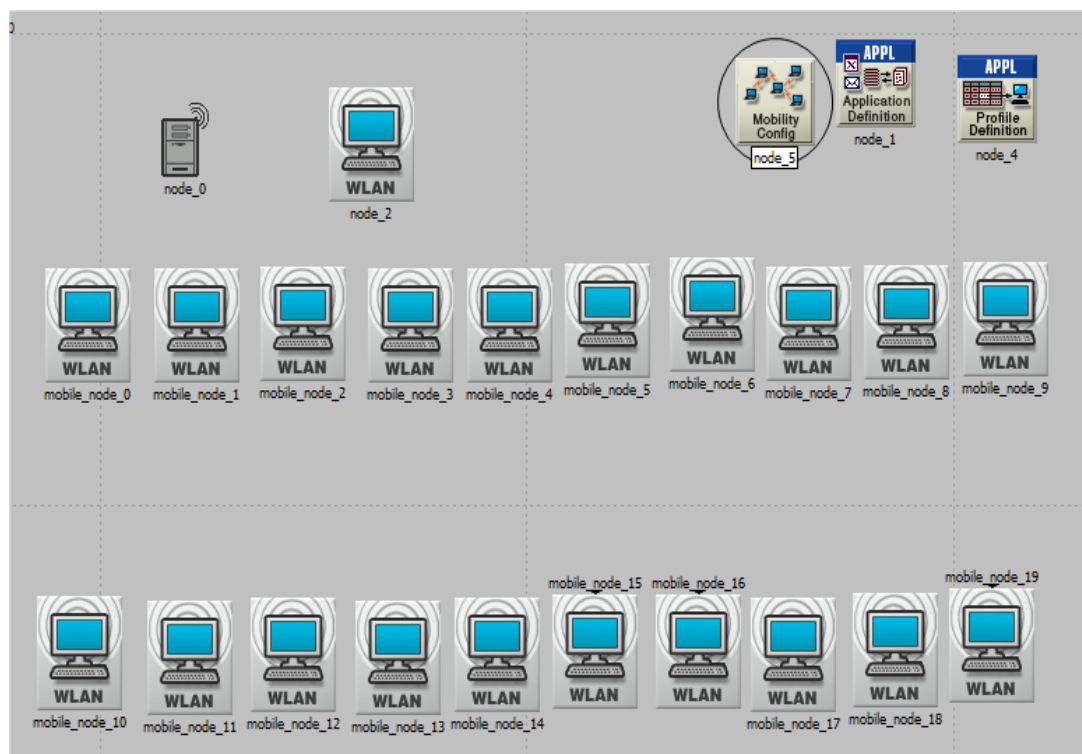 0
APPL
Application
Definition
node_1
APPL
Profiile
Definition
node_4
Mobility
Config
node_5
node_0
WLAN
node_2
WLAN
mobile_node_0
WLAN
mobile_node_1
WLAN
mobile_node_2
WLAN
mobile_node_3
WLAN
mobile_node_4
WLAN
mobile_node_5
WLAN
mobile_node_6
WLAN
mobile_node_7
WLAN
mobile_node_8
WLAN
mobile_node_9
WLAN
mobile_node_10
WLAN
mobile_node_11
WLAN
mobile_node_12
WLAN
mobile_node_13
WLAN
mobile_node_14
mobile_node_15
WLAN
mobile_node_16
WLAN
WLAN
mobile_node_17
WLAN
mobile_node_18
mobile_node_19
WLAN